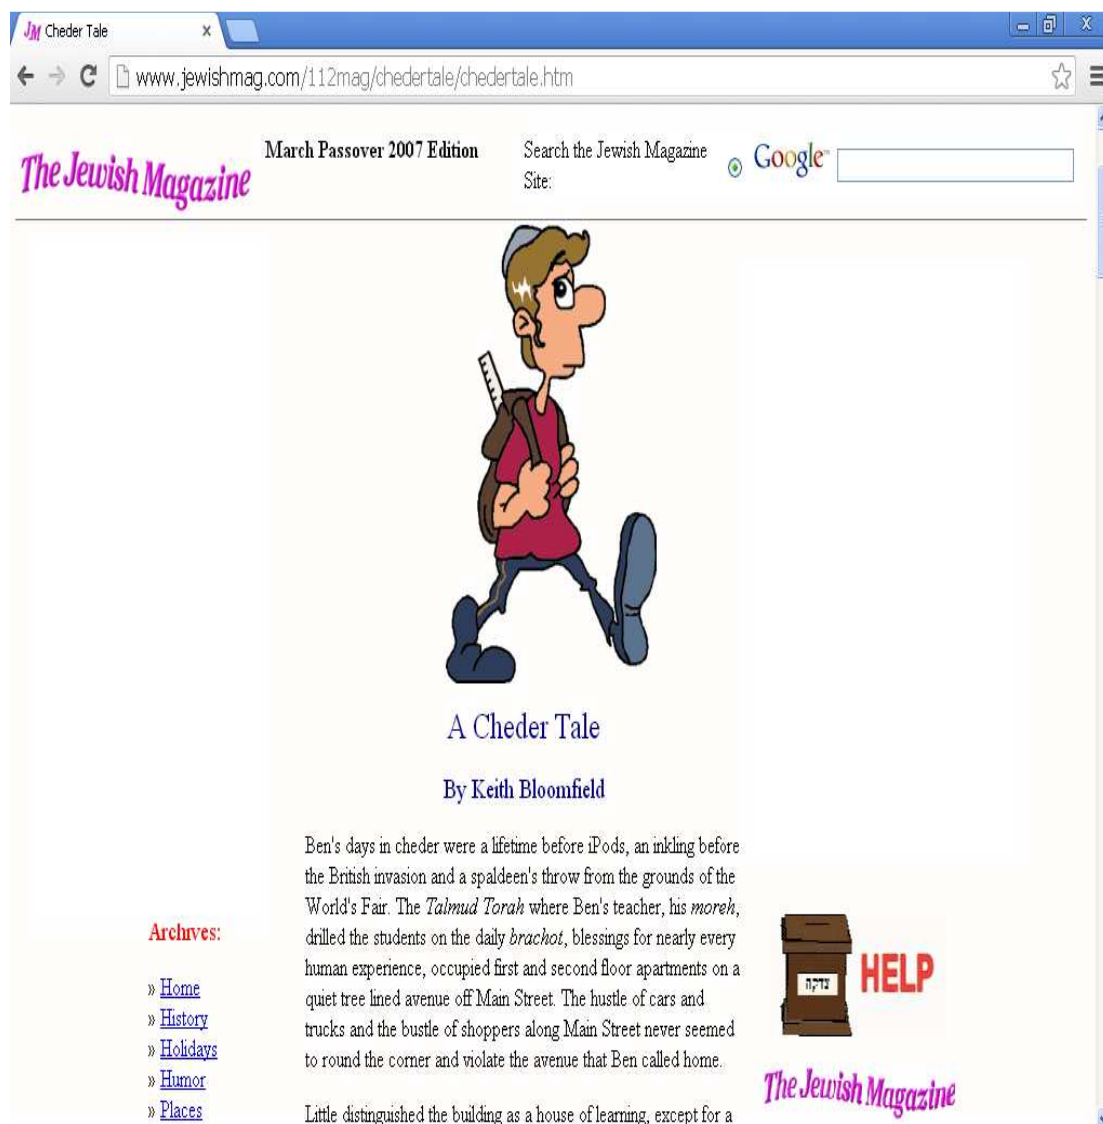 JM Cheder Tale
www.jewishmag.com/112mag/chedertale/chedertale.htm
The Jewish Magazine
March Passover 2007 Edition
Search the Jewish Magazine
Site:
Google™
A Cheder Tale
By Keith Bloomfield
Ben's days in cheder were a lifetime before iPods, an inkling before
the British invasion and a spaldeen's throw from the grounds of the
World's Fair. The Talmud Torah where Ben's teacher, his moreh,
drilled the students on the daily brachot, blessings for nearly every
human experience, occupied first and second floor apartments on a
quiet tree lined avenue off Main Street. The hustle of cars and
trucks and the bustle of shoppers along Main Street never seemed
to round the corner and violate the avenue that Ben called home.
Little distinguished the building as a house of learning, except for a
Archives:
» Home
» History
» Holidays
» Humor
» Places
צדקה
HELP
The Jewish Magazine